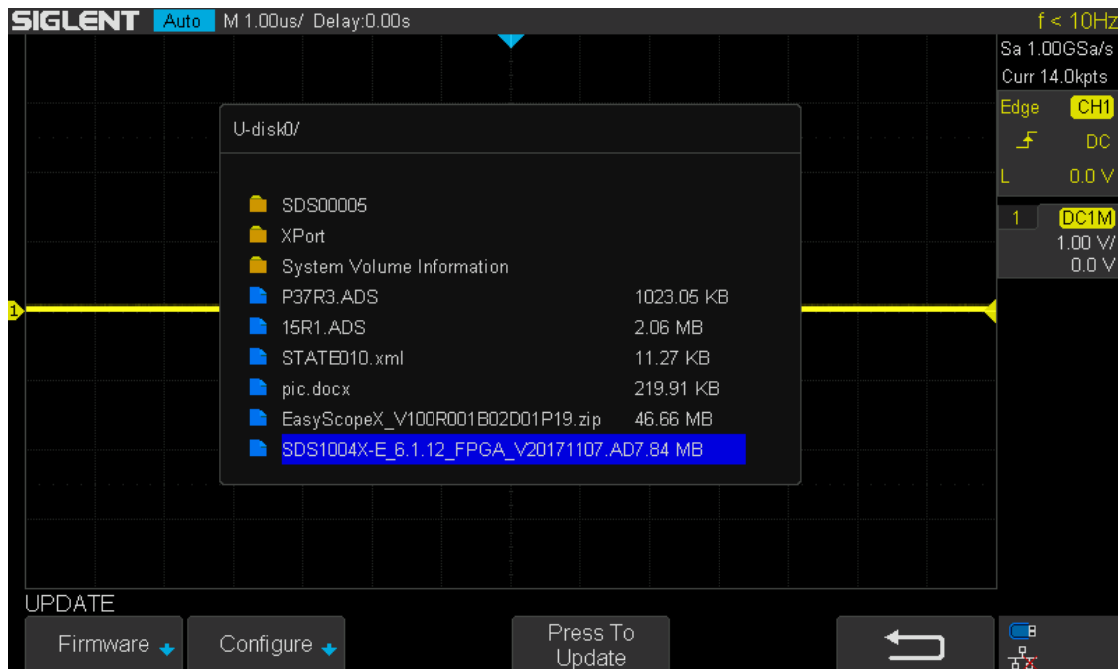 SIGLENT Auto M 1.00us/ Delay:0.00s f < 10Hz
Sa 1.00GSa/s
Curr 14.0kpts
Edge CH1
DC
L 0.0 V
1 DC1M
1.00 V/
0.0 V
U-disk0/
SDS00005
XPort
System Volume Information
P37R3.ADS 1023.05 KB
15R1.ADS 2.06 MB
STATE010.xml 11.27 KB
pic.docx 219.91 KB
EasyScopeX_V100R001B02D01P19.zip 46.66 MB
SDS1004X-E_6.1.12_FPGA_V20171107.AD7.84 MB
1
UPDATE
Firmware
Configure
Press To
Update